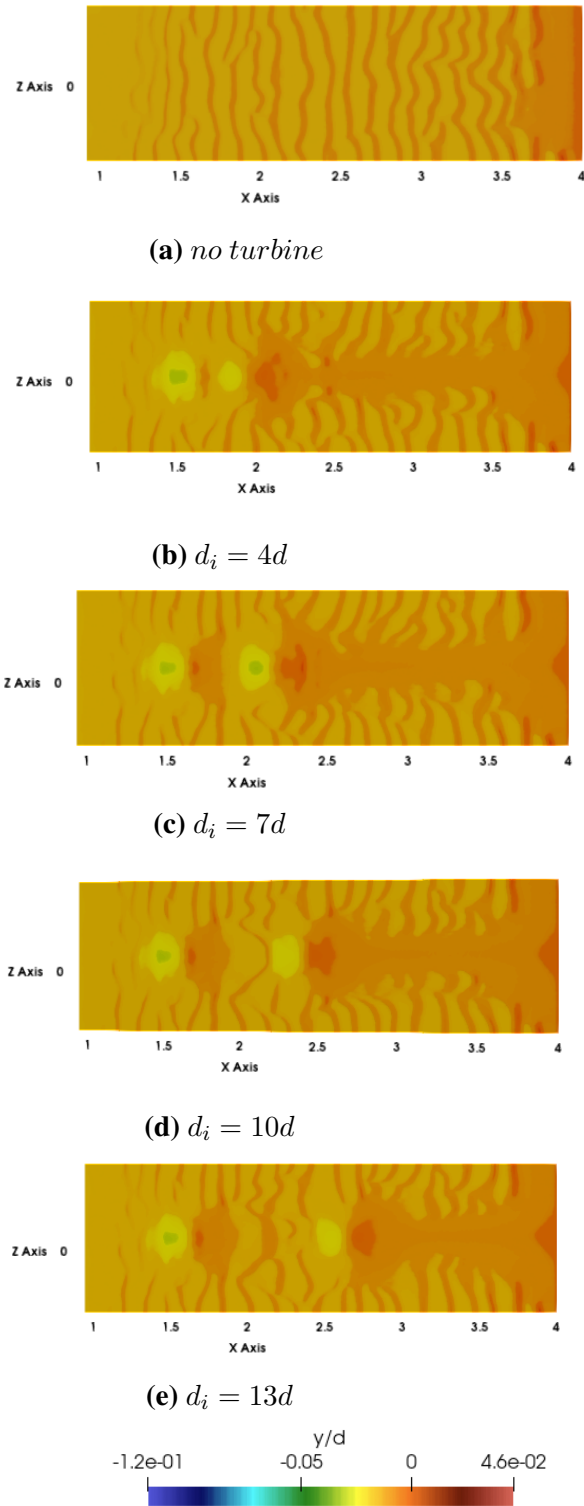 Z Axis 0
1 1.5 2 2.5 3 3.5 4
X Axis
(a) no turbine
Z Axis 0
1 1.5 2 2.5 3 3.5 4
X Axis
(b) d_i = 4d
Z Axis 0
1 1.5 2 2.5 3 3.5 4
X Axis
(c) d_i = 7d
Z Axis 0
1 1.5 2 2.5 3 3.5 4
X Axis
(d) d_i = 10d
Z Axis 0
1 1.5 2 2.5 3 3.5 4
X Axis
(e) d_i = 13d
y/d
-1.2e-01 -0.05 0 4.6e-02